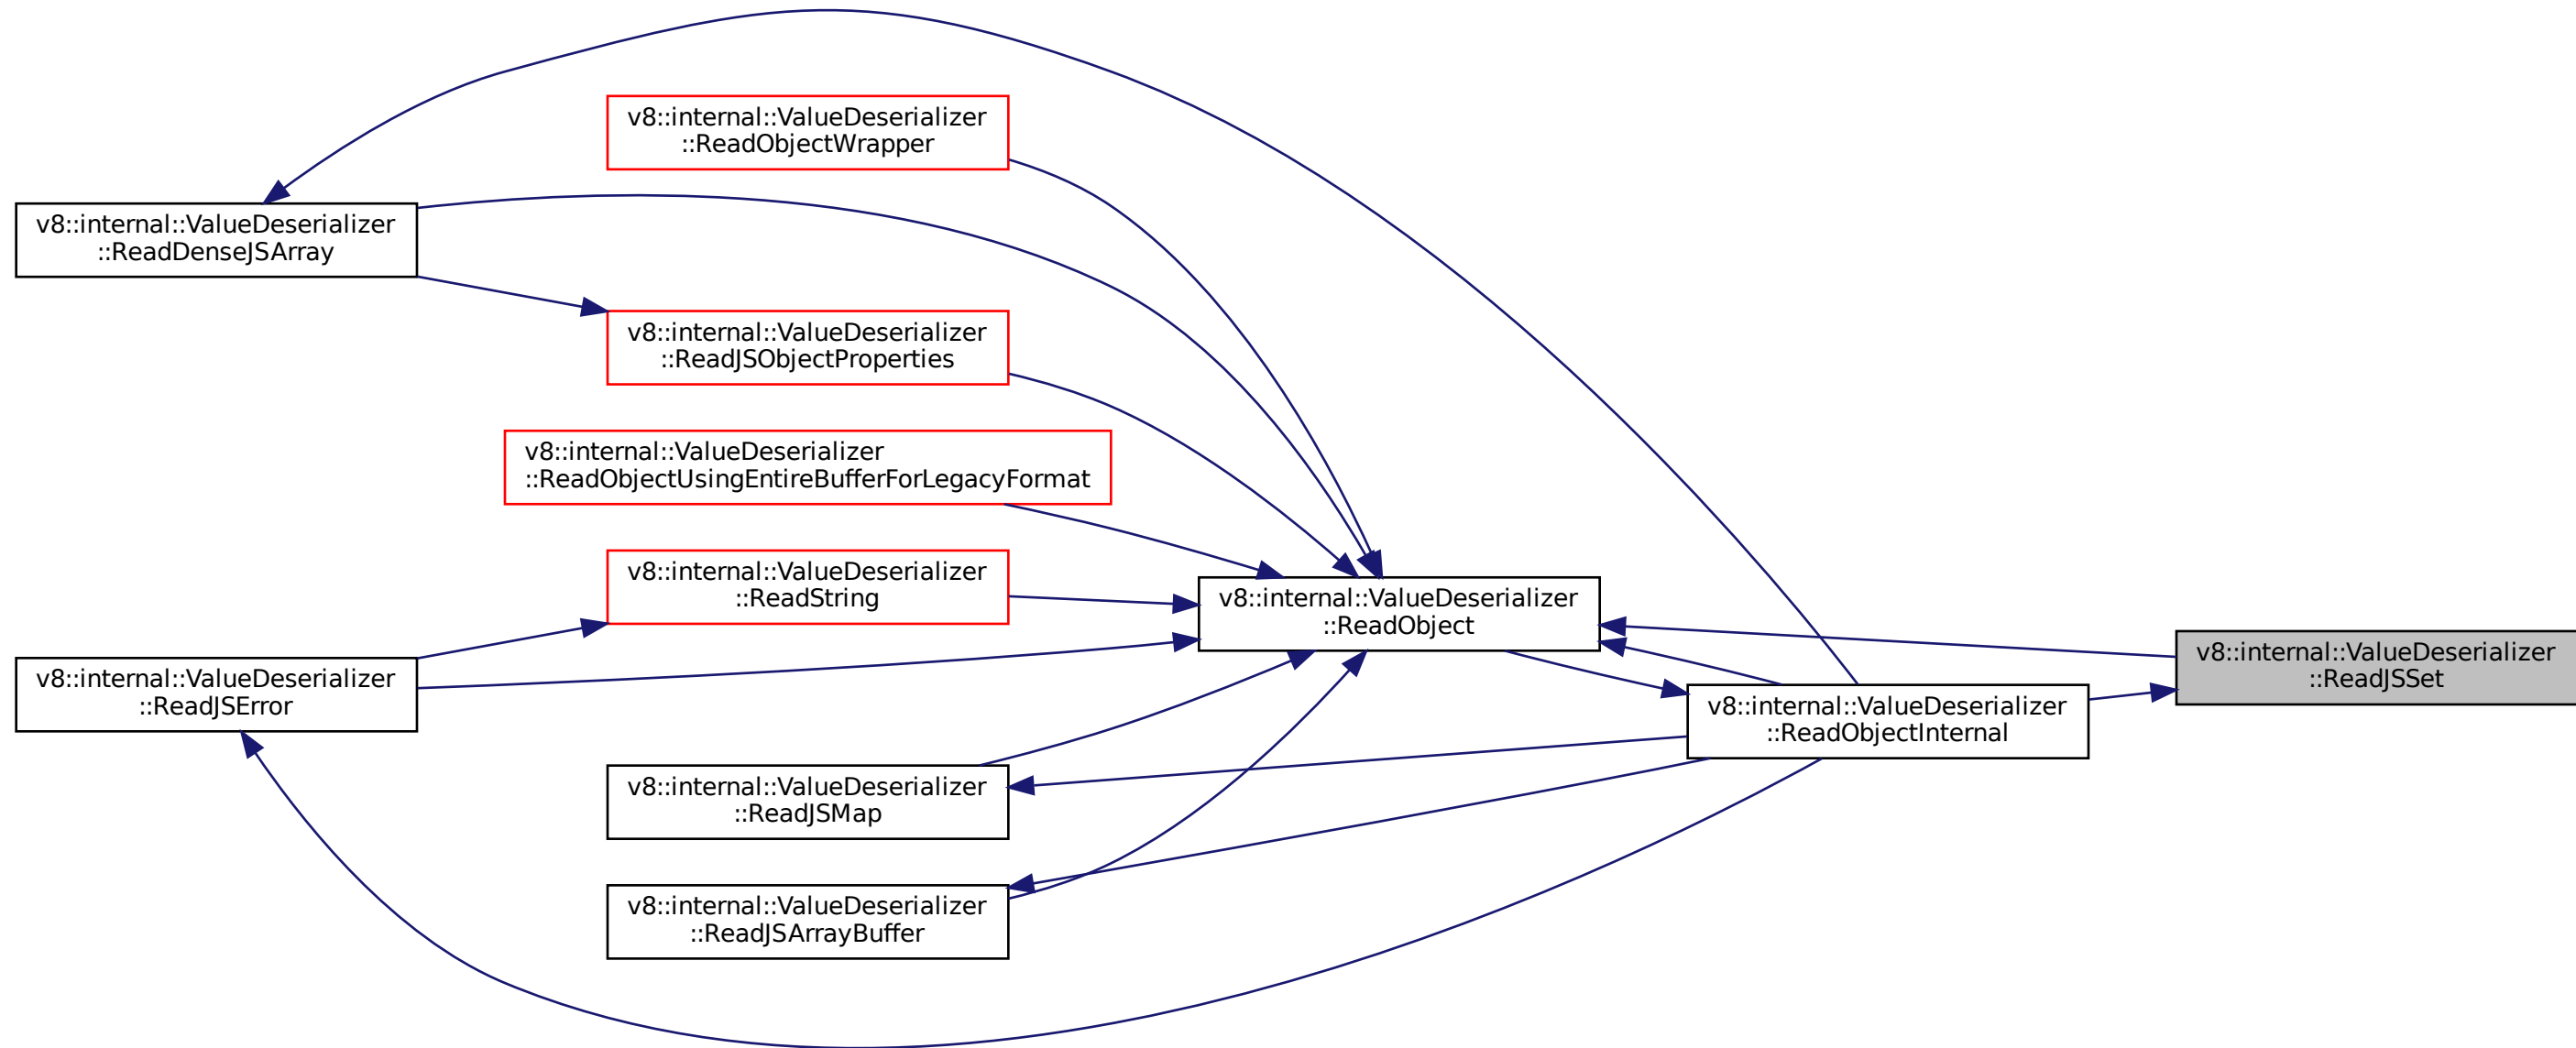 v8::internal::ValueDeserializer
::ReadObjectWrapper
v8::internal::ValueDeserializer
::ReadDenseJSArray
v8::internal::ValueDeserializer
::ReadJSObjectProperties
v8::internal::ValueDeserializer
::ReadObjectUsingEntireBufferForLegacyFormat
v8::internal::ValueDeserializer
::ReadString
v8::internal::ValueDeserializer
::ReadObject
v8::internal::ValueDeserializer
::ReadJSSet
v8::internal::ValueDeserializer
::ReadJSError
v8::internal::ValueDeserializer
::ReadObjectInternal
v8::internal::ValueDeserializer
::ReadJSMap
v8::internal::ValueDeserializer
::ReadJSArrayBuffer